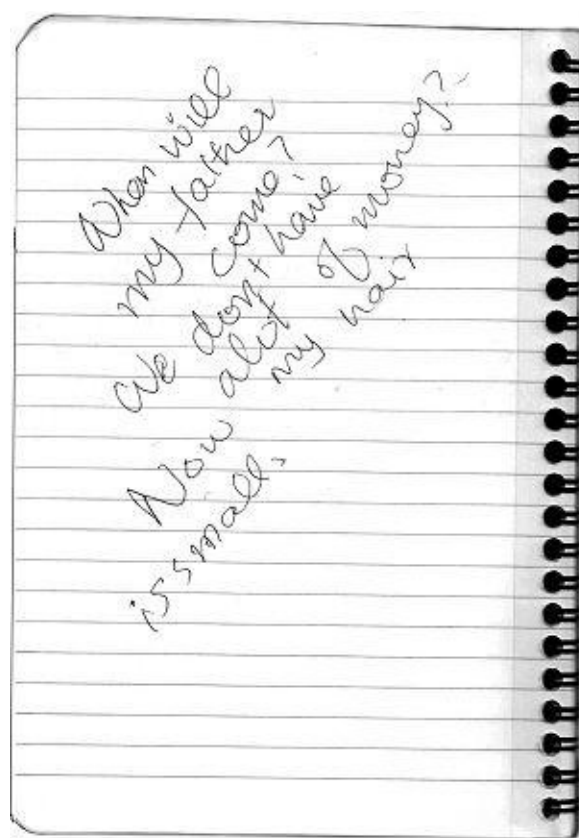 When will
my father
come?
We don't have
alot of money?
Now my hair
is small.